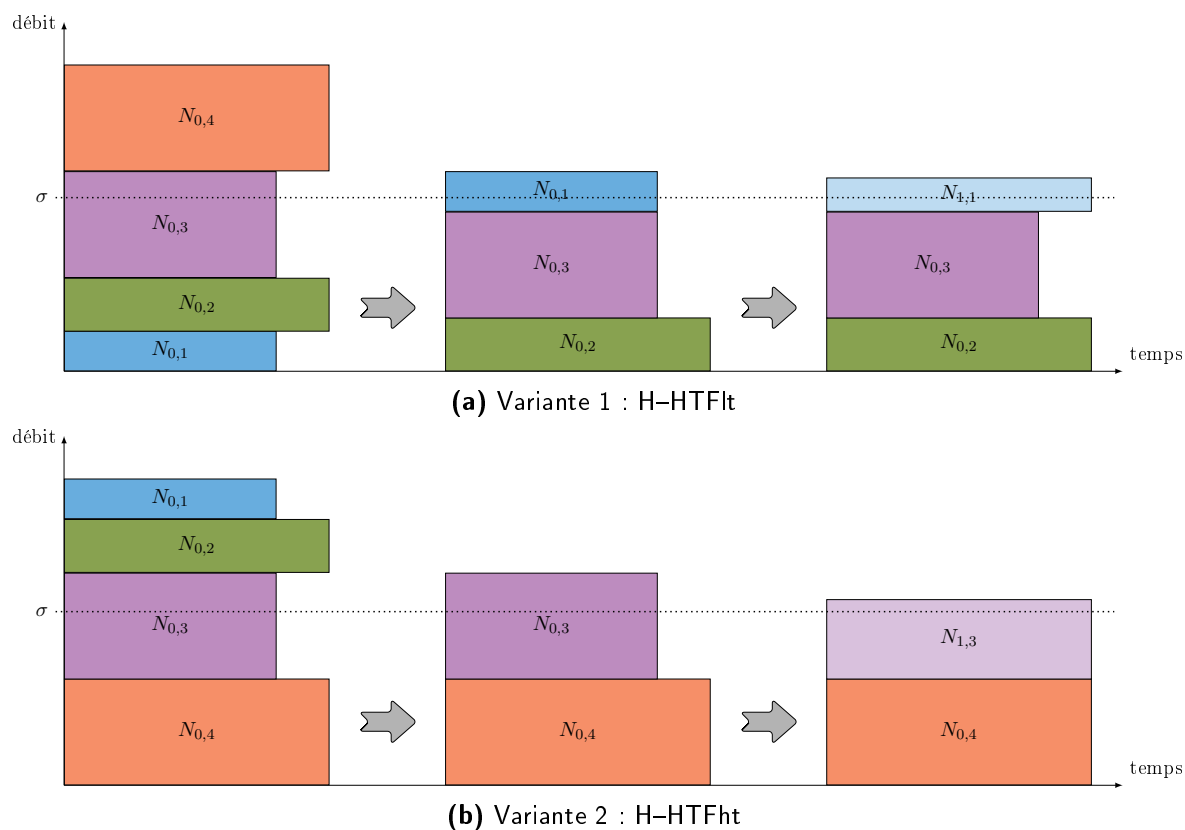 débit
N0,4
σ
N0,3
N0,2
N0,1
N0,1
N0,3
N0,2
N1,1
N0,3
N0,2
temps
(a) Variante 1 : H–HTFlt
débit
N0,1
N0,2
σ
N0,3
N0,4
N0,3
N0,4
N1,3
N0,4
temps
(b) Variante 2 : H–HTFht